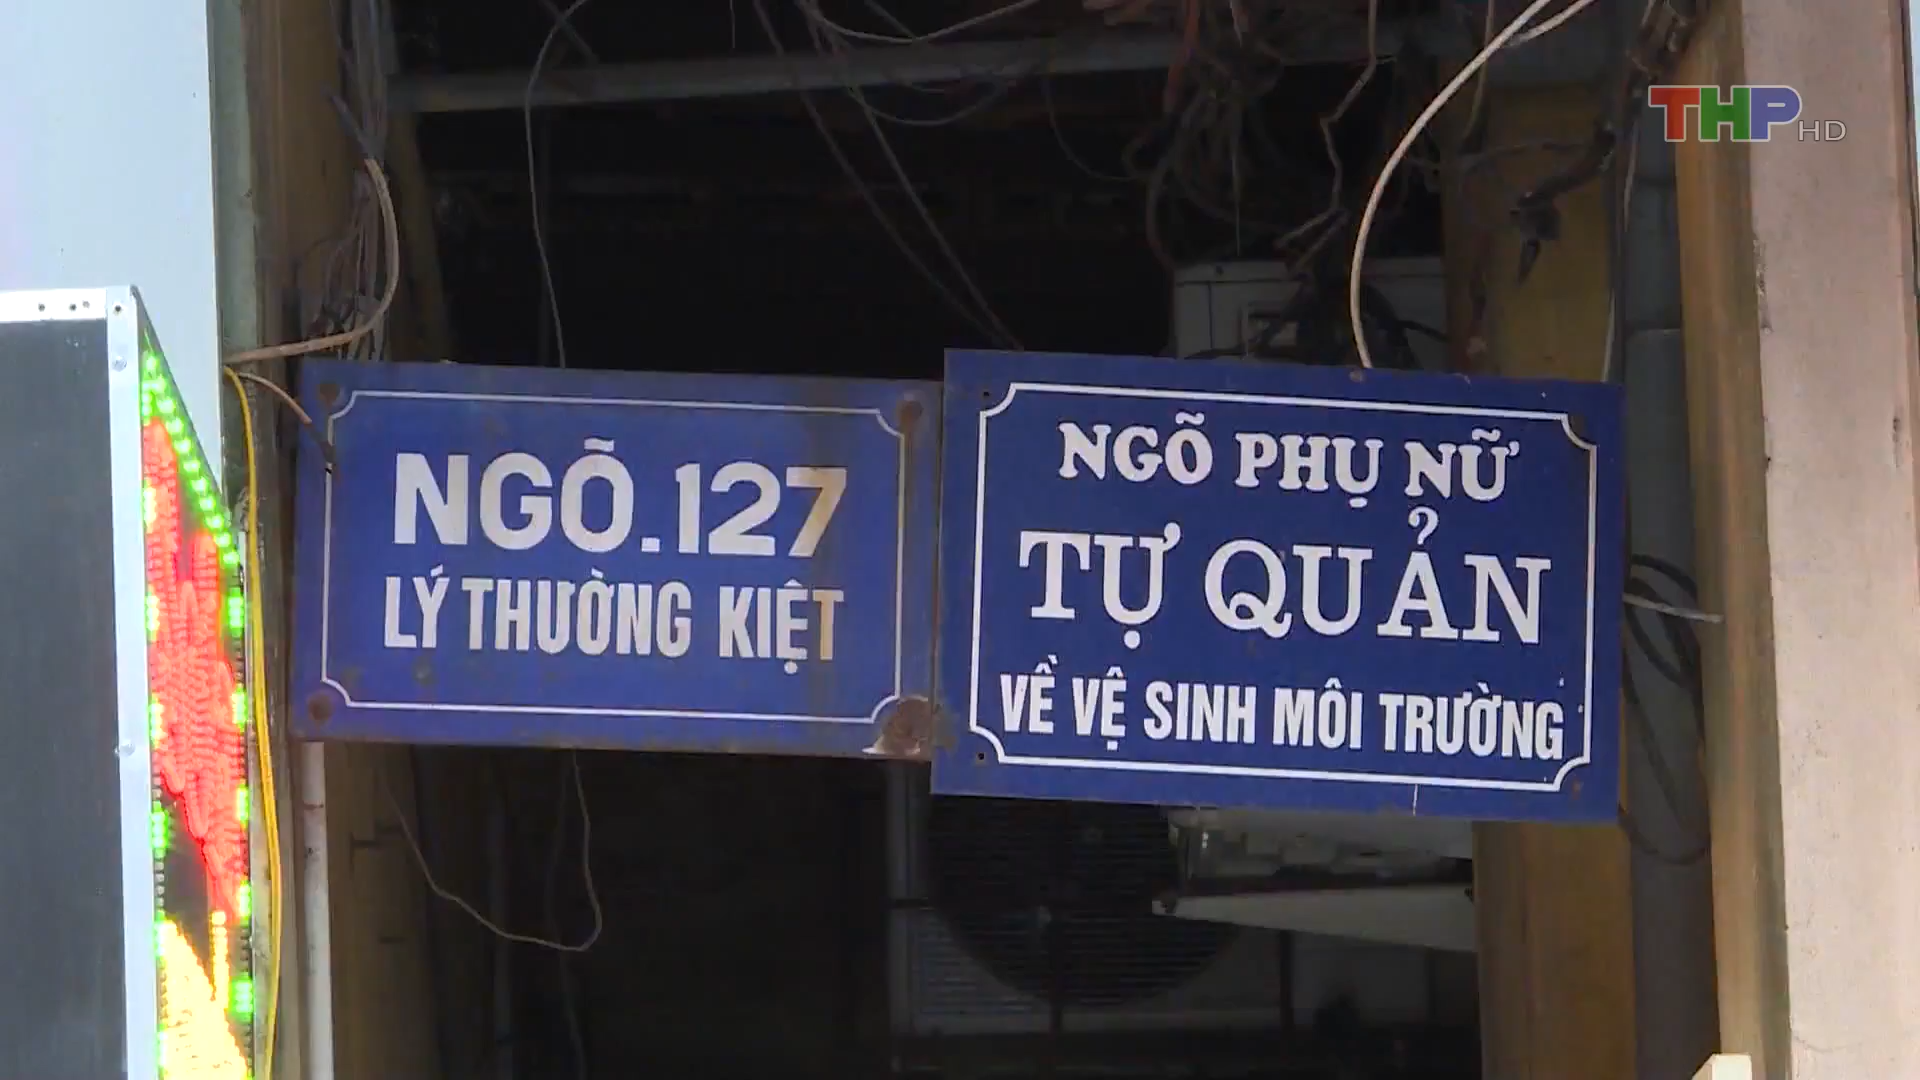 THP HD
NGÕ.127
LÝ THƯỜNG KIỆT
NGÕ PHỤ NỮ
TỰ QUẢN
VỀ VỆ SINH MÔI TRƯỜNG